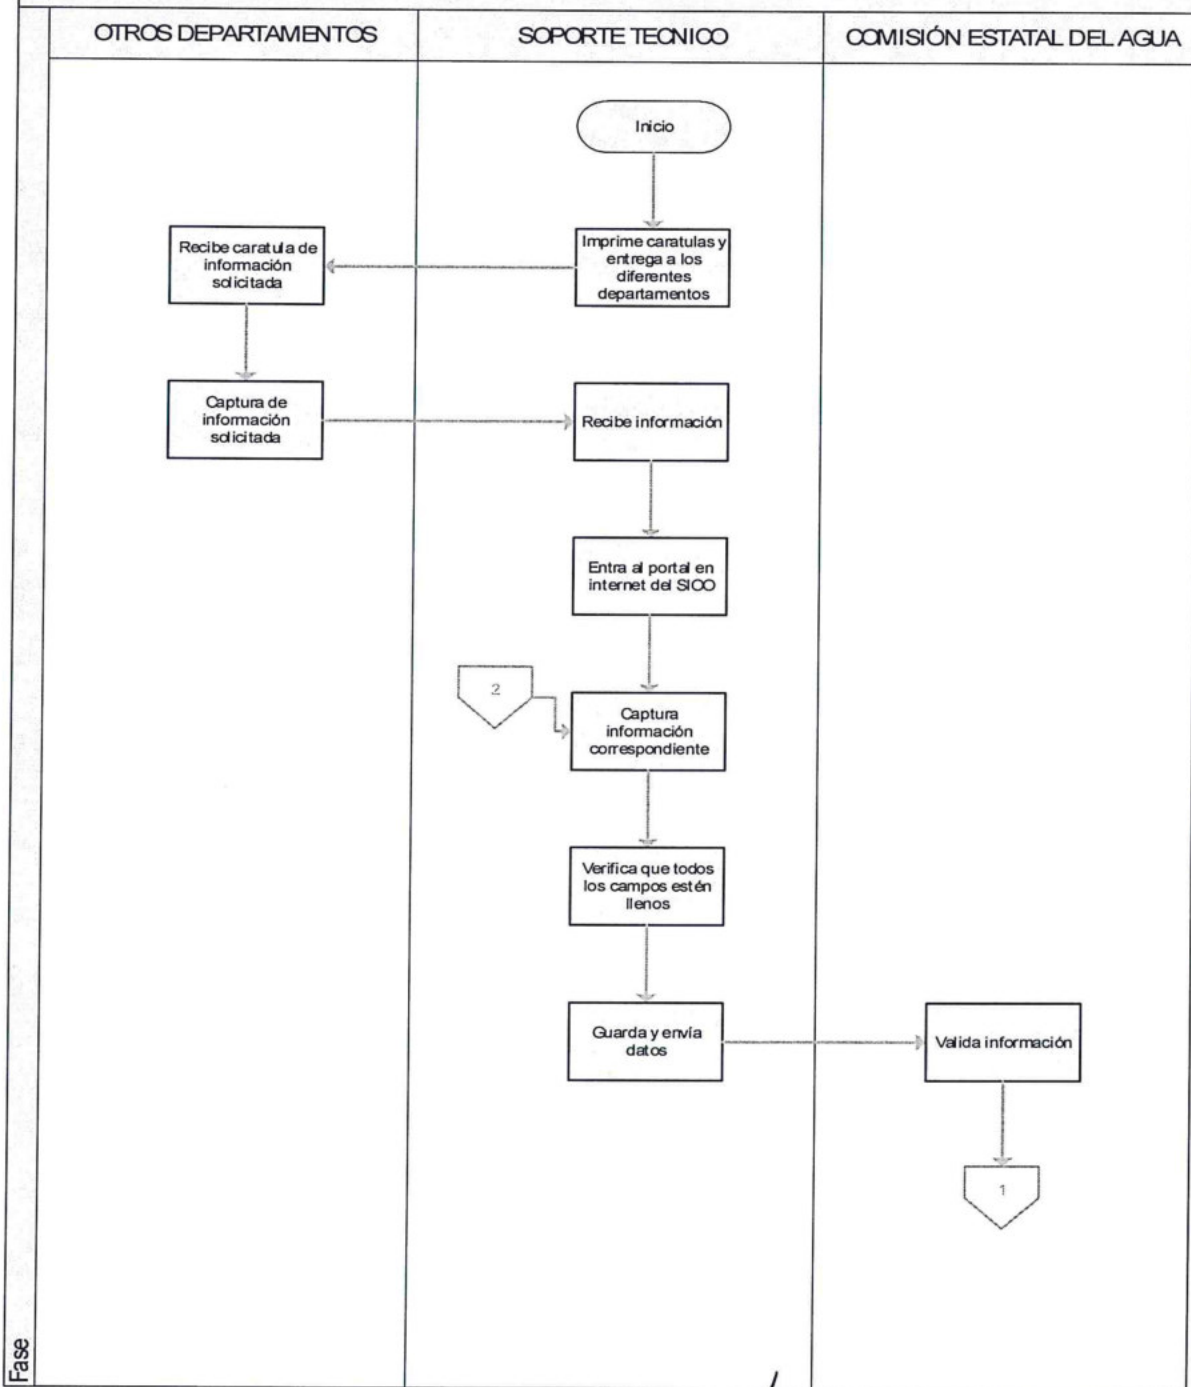 OTROS DEPARTAMENTOS
SOPORTE TECNICO
COMISIÓN ESTATAL DEL AGUA
Inicio
Imprime caratulas y
entrega a los
diferentes
departamentos
Recibe caratula de
información
solicitada
Captura de
información
solicitada
Recibe información
Entra al portal en
internet del SICO
2
Captura
información
correspondiente
Verifica que todos
los campos estén
llenos
Guarda y envía
datos
Valida información
1
Fase